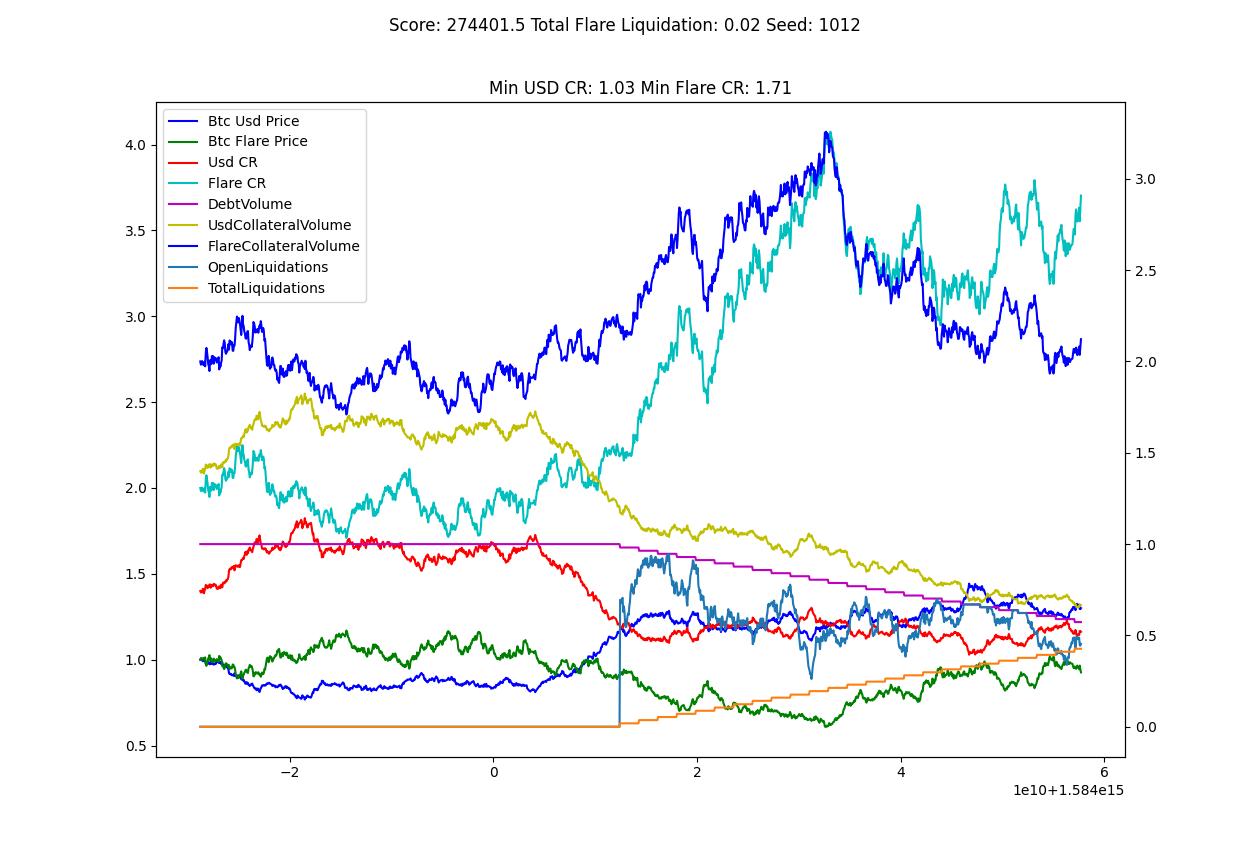 Score: 274401.5 Total Flare Liquidation: 0.02 Seed: 1012
Min USD CR: 1.03 Min Flare CR: 1.71
Btc Usd Price
Btc Flare Price
Usd CR
Flare CR
DebtVolume
UsdCollateralVolume
FlareCollateralVolume
OpenLiquidations
TotalLiquidations
4.0
3.5
3.0
2.5
2.0
1.5
1.0
0.5
3.0
2.5
2.0
1.5
1.0
0.5
0.0
−2 0 2 4 6
1e10+1.584e15